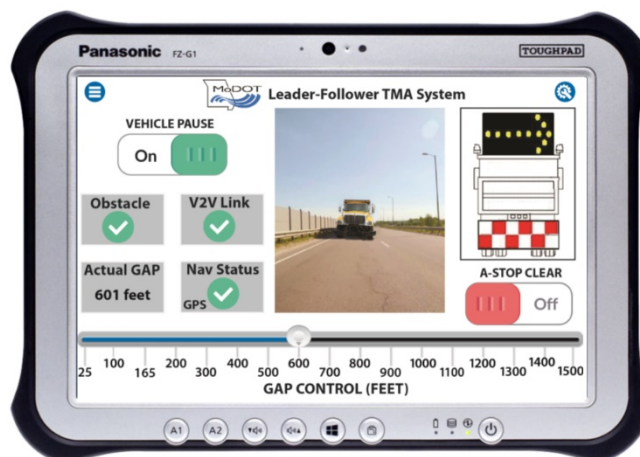 Panasonic FZ-G1 TOUGHPAD
MoDOT Leader-Follower TMA System
VEHICLE PAUSE
On
Obstacle V2V Link
Actual GAP Nav Status
601 feet GPS
A-STOP CLEAR
Off
25 100 165 200 300 400 500 600 700 800 900 1000 1100 1200 1300 1400 1500
GAP CONTROL (FEET)
A1 A2